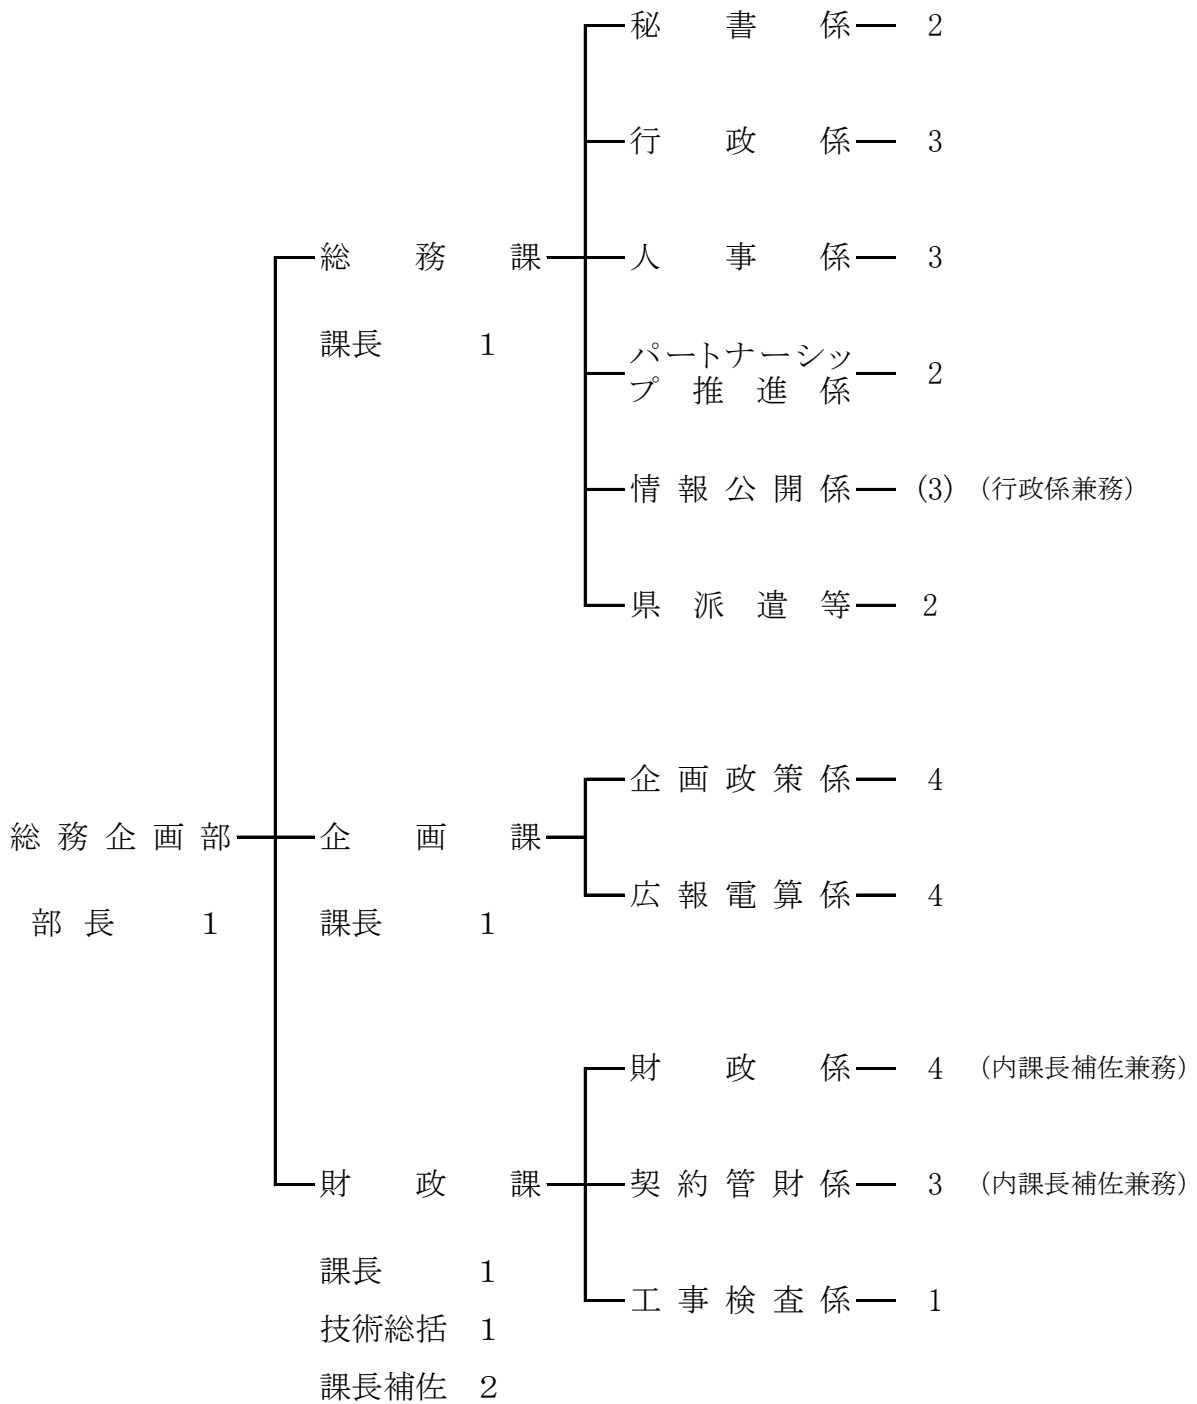 秘書係 2
行政係 3
総務課
人事係 3
課長 1
パートナーシッ
プ推進係
2
情報公開係 (3) (行政係兼務)
県派遣等 2
企画政策係 4
総務企画部
企画課
広報電算係 4
部長 1
課長 1
財政係 4 (内課長補佐兼務)
財政課
契約管財係 3 (内課長補佐兼務)
課長 1
工事検査係 1
技術総括 1
課長補佐 2